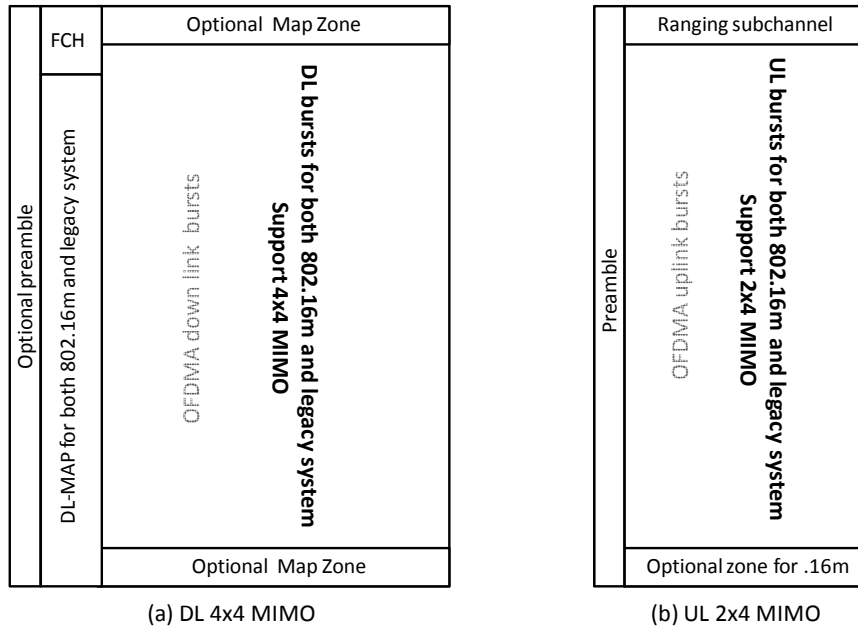 Optional preamble
FCH
DL-MAP for both 802.16m and legacy system
Optional Map Zone
OFDMA down link bursts
DL bursts for both 802.16m and legacy system
Support 4x4 MIMO
Optional Map Zone
(a) DL 4x4 MIMO
Preamble
Ranging subchannel
OFDMA uplink bursts
UL bursts for both 802.16m and legacy system
Support 2x4 MIMO
Optional zone for .16m
(b) UL 2x4 MIMO